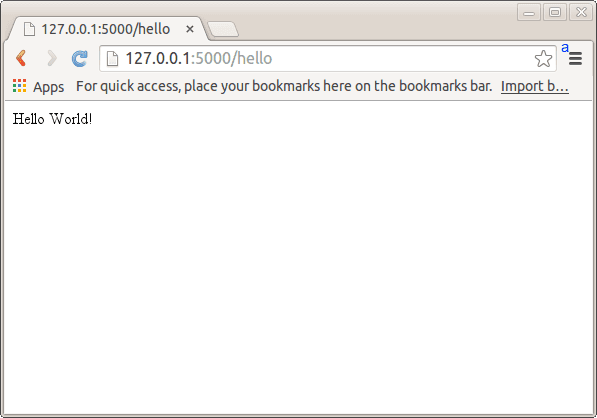 127.0.0.1:5000/hello
127.0.0.1:5000/hello
a
Apps For quick access, place your bookmarks here on the bookmarks bar. Import b...
Hello World!